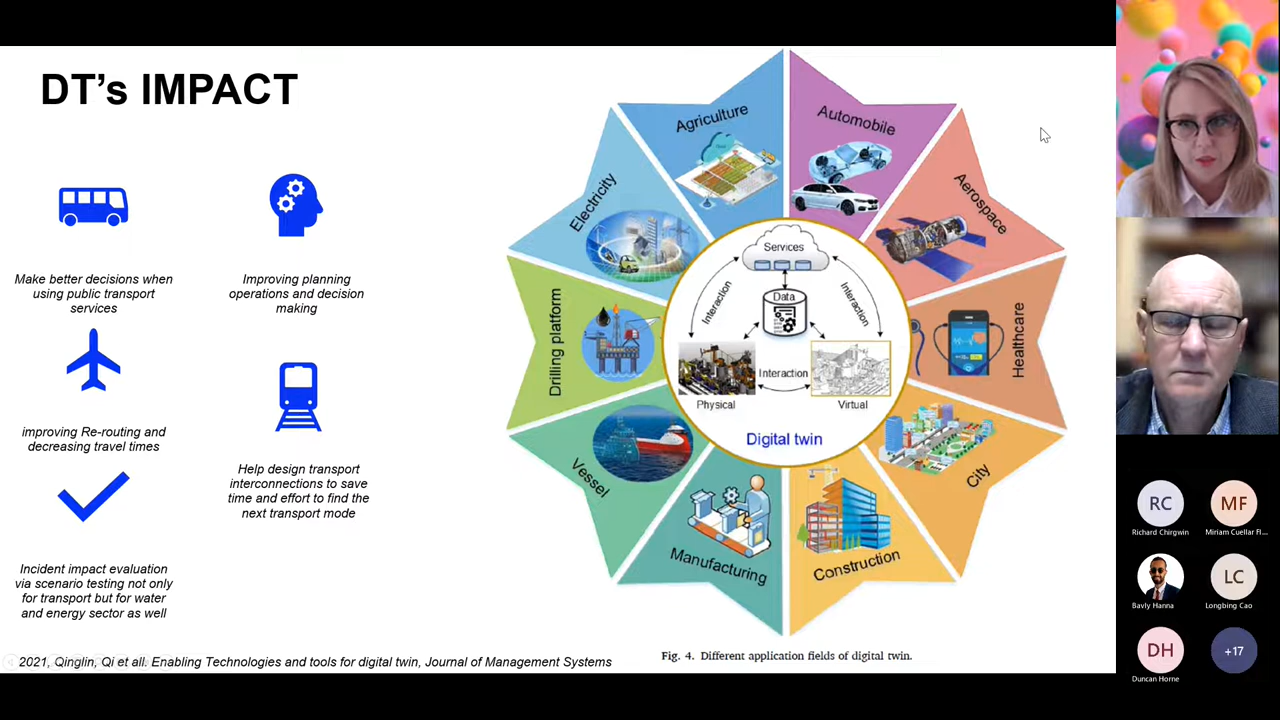 DT's IMPACT
Make better decisions when
using public transport
services
Improving planning
operations and decision
making
improving Re-routing and
decreasing travel times
Help design transport
interconnections to save
time and effort to find the
next transport mode
Incident impact evaluation
via scenario testing not only
for transport but for water
and energy sector as well
2021, Qinglin, Qi et all. Enabling Technologies and tools for digital twin, Journal of Management Systems
Agriculture
Automobile
Electricity
Aerospace
Drilling platform
Healthcare
Vessel
City
Manufacturing
Construction
Services
Interaction
Data
Interaction
Interaction
Physical
Virtual
Digital twin
Fig. 4. Different application fields of digital twin.
RC
Richard Chirgwin
MF
Miriam Cuellar Fl...
Bavly Hanna
LC
Longbing Cao
DH
Duncan Horne
+17